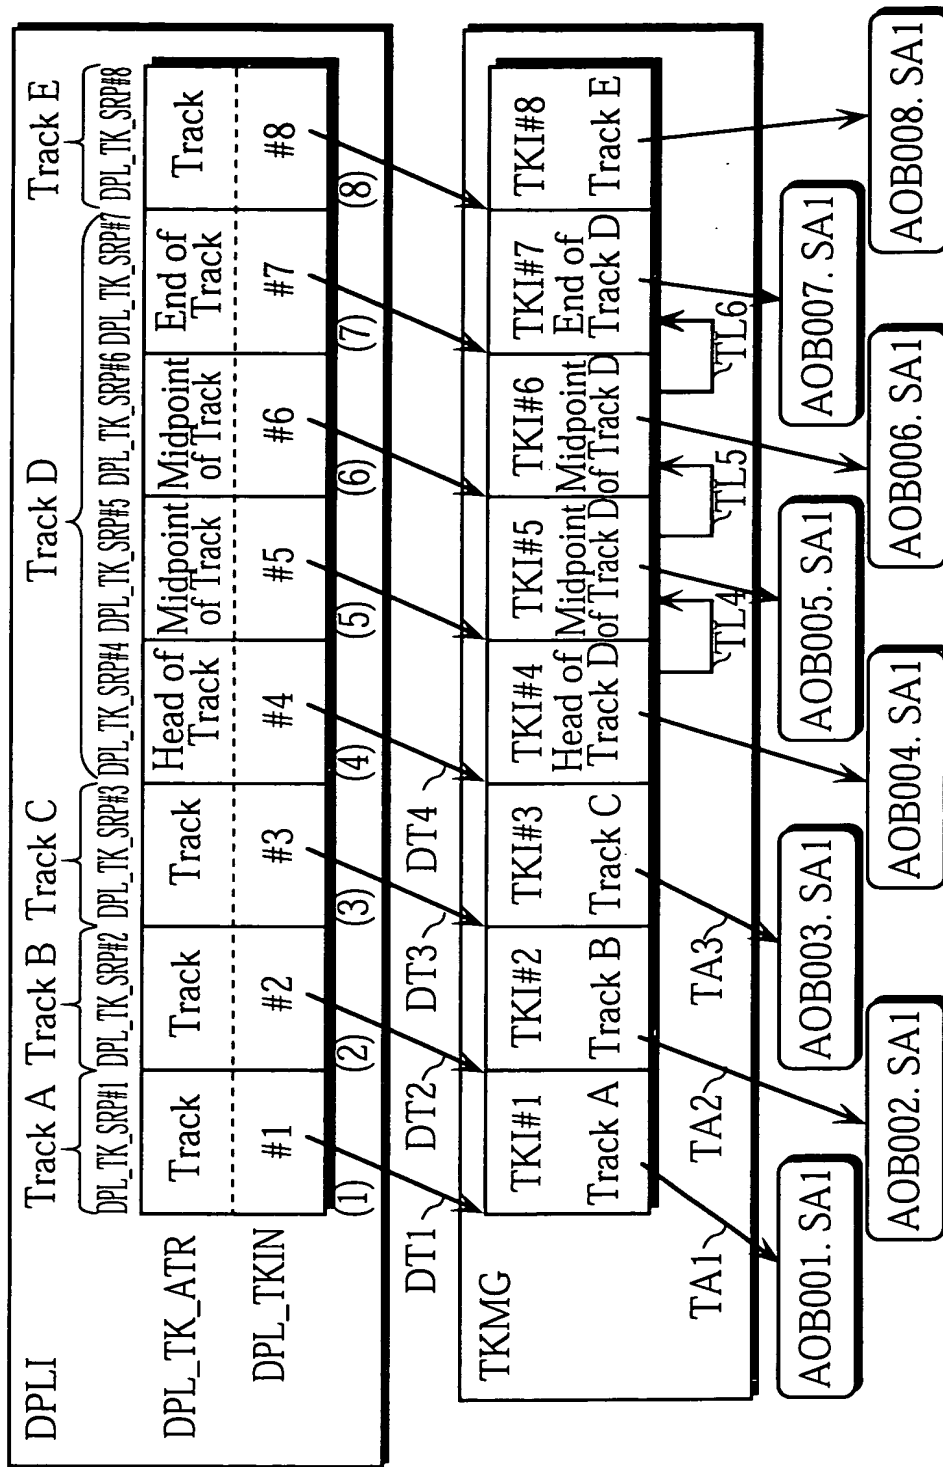 DPLI
Track A
Track B
Track C
Track D
Track E
DPL_TK_SRP#1
DPL_TK_SRP#2
DPL_TK_SRP#3
DPL_TK_SRP#4
DPL_TK_SRP#5
DPL_TK_SRP#6
DPL_TK_SRP#7
DPL_TK_SRP#8
DPL_TK_ATR
Track
Track
Track
Head of
Track
Midpoint
of Track
Midpoint
of Track
End of
Track
Track
DPL_TKIN
#1
#2
#3
#4
#5
#6
#7
#8
(1)
(2)
(3)
(4)
(5)
(6)
(7)
(8)
DT1
DT2
DT3
DT4
TKMG
TKI#1
Track A
TKI#2
Track B
TKI#3
Track C
TKI#4
Head of
Track D
TKI#5
Midpoint
of Track D
TKI#6
Midpoint
of Track D
TKI#7
End of
Track D
TKI#8
Track E
TA1
TA2
TA3
TL4
TL5
TL6
AOB001. SA1
AOB002. SA1
AOB003. SA1
AOB004. SA1
AOB005. SA1
AOB006. SA1
AOB007. SA1
AOB008. SA1